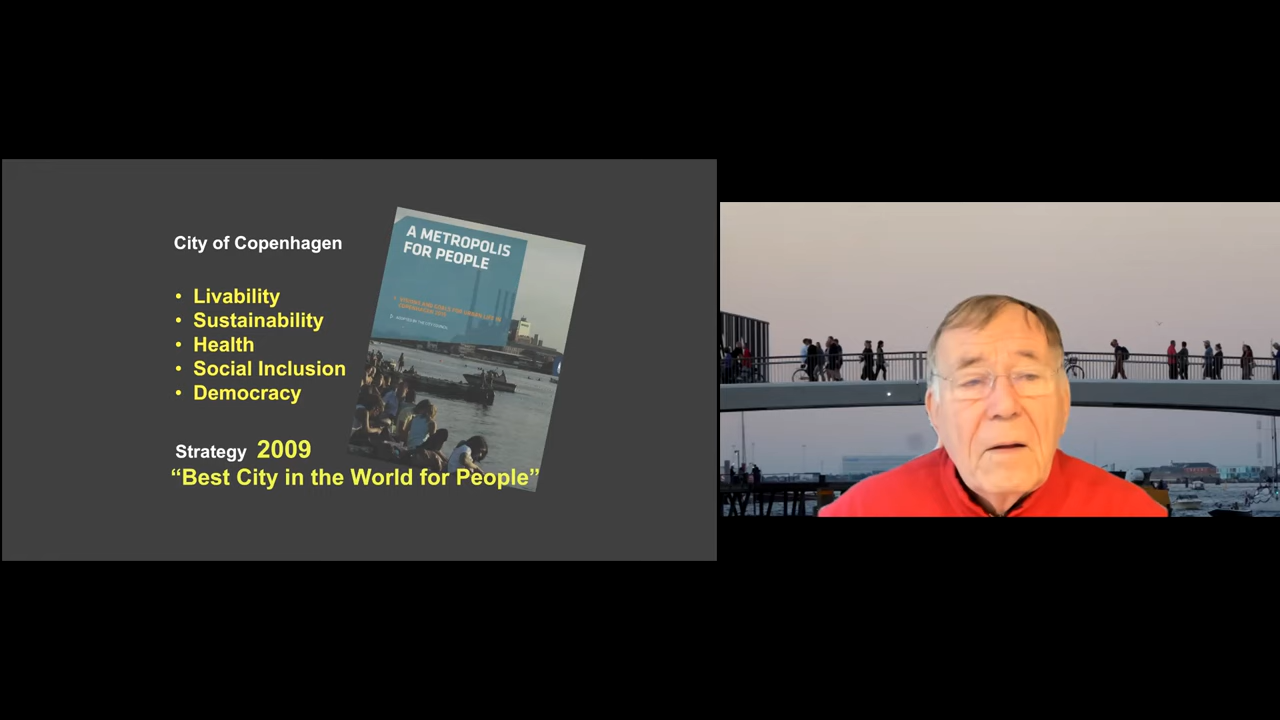 City of Copenhagen
• Livability
• Sustainability
• Health
• Social Inclusion
• Democracy
Strategy 2009
“Best City in the World for People”
A METROPOLIS
FOR PEOPLE